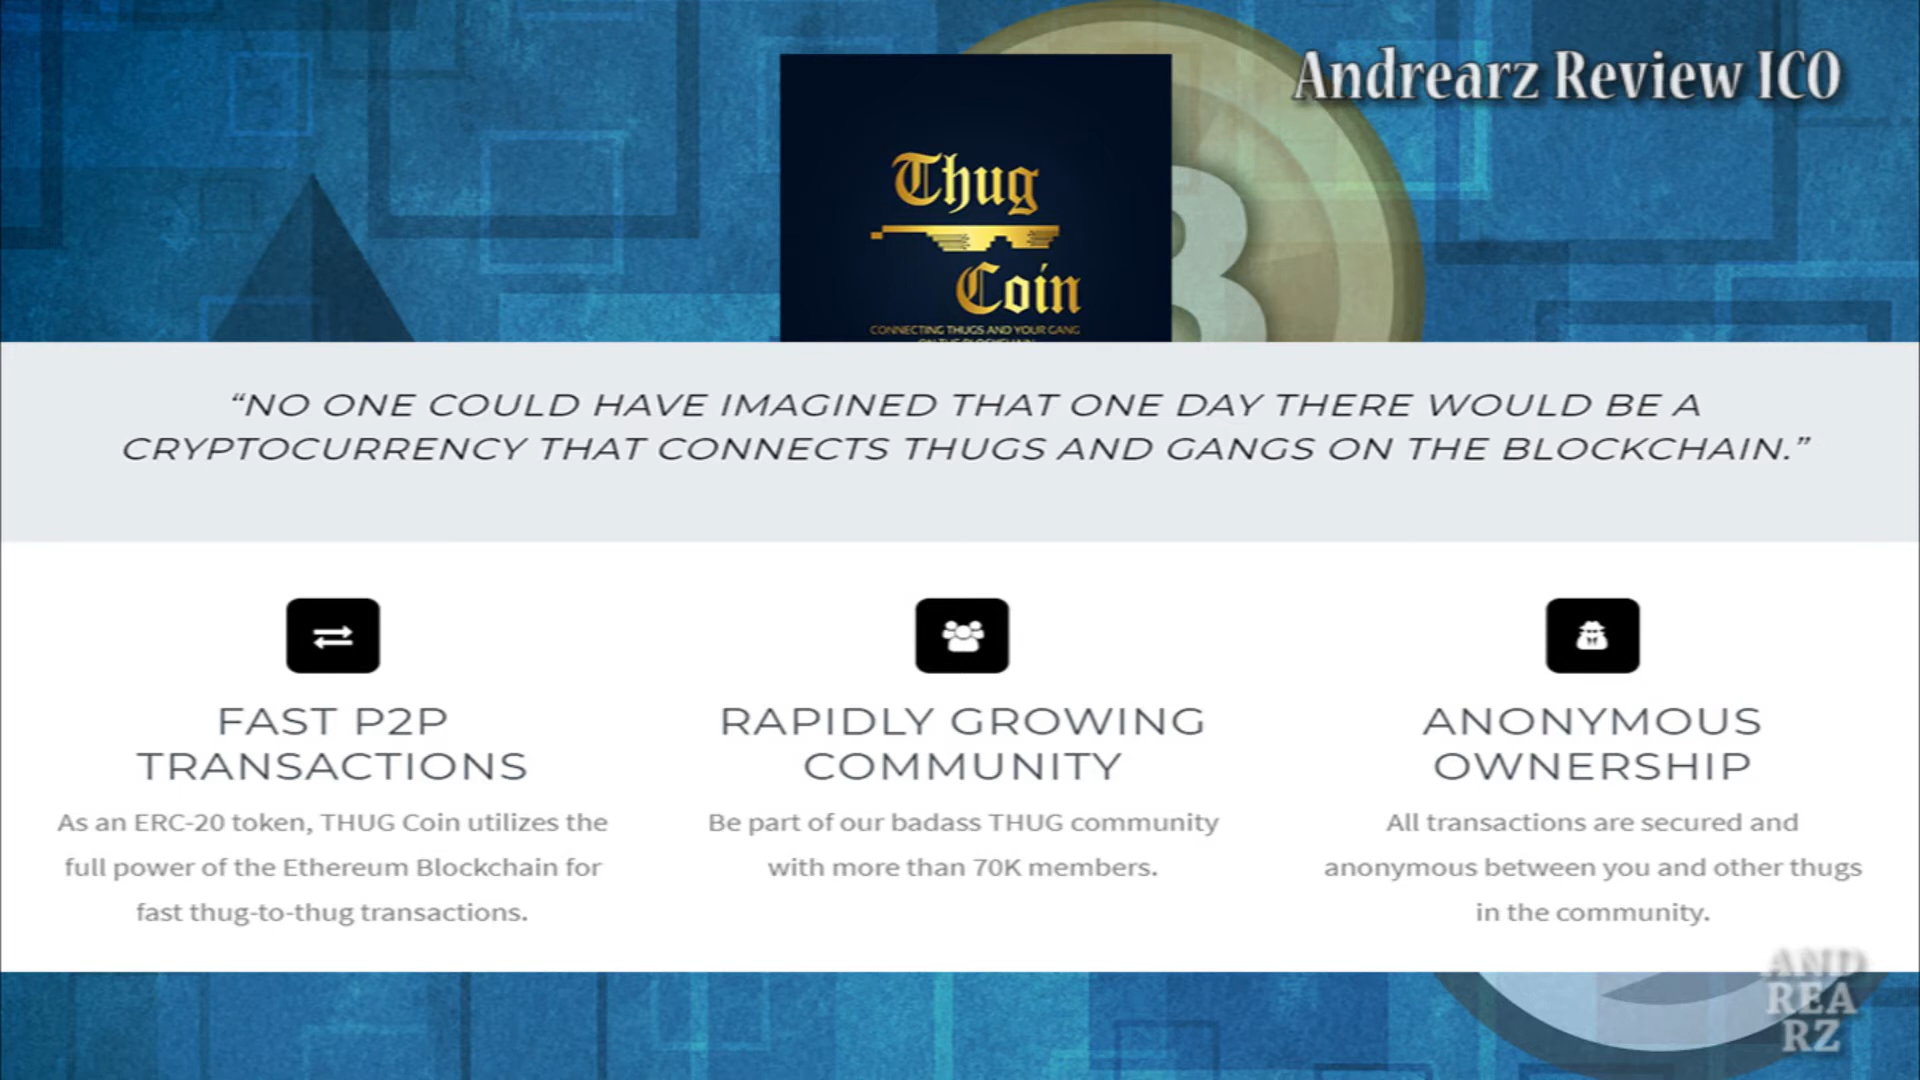 Andrearz Review ICO
Thug
Coin
CONNECTING THUGS AND YOUR GANG
ON THE BLOCKCHAIN
“NO ONE COULD HAVE IMAGINED THAT ONE DAY THERE WOULD BE A
CRYPTOCURRENCY THAT CONNECTS THUGS AND GANGS ON THE BLOCKCHAIN.”
FAST P2P
TRANSACTIONS
As an ERC-20 token, THUG Coin utilizes the
full power of the Ethereum Blockchain for
fast thug-to-thug transactions.
RAPIDLY GROWING
COMMUNITY
Be part of our badass THUG community
with more than 70K members.
ANONYMOUS
OWNERSHIP
All transactions are secured and
anonymous between you and other thugs
in the community.
AND
REA
RZ